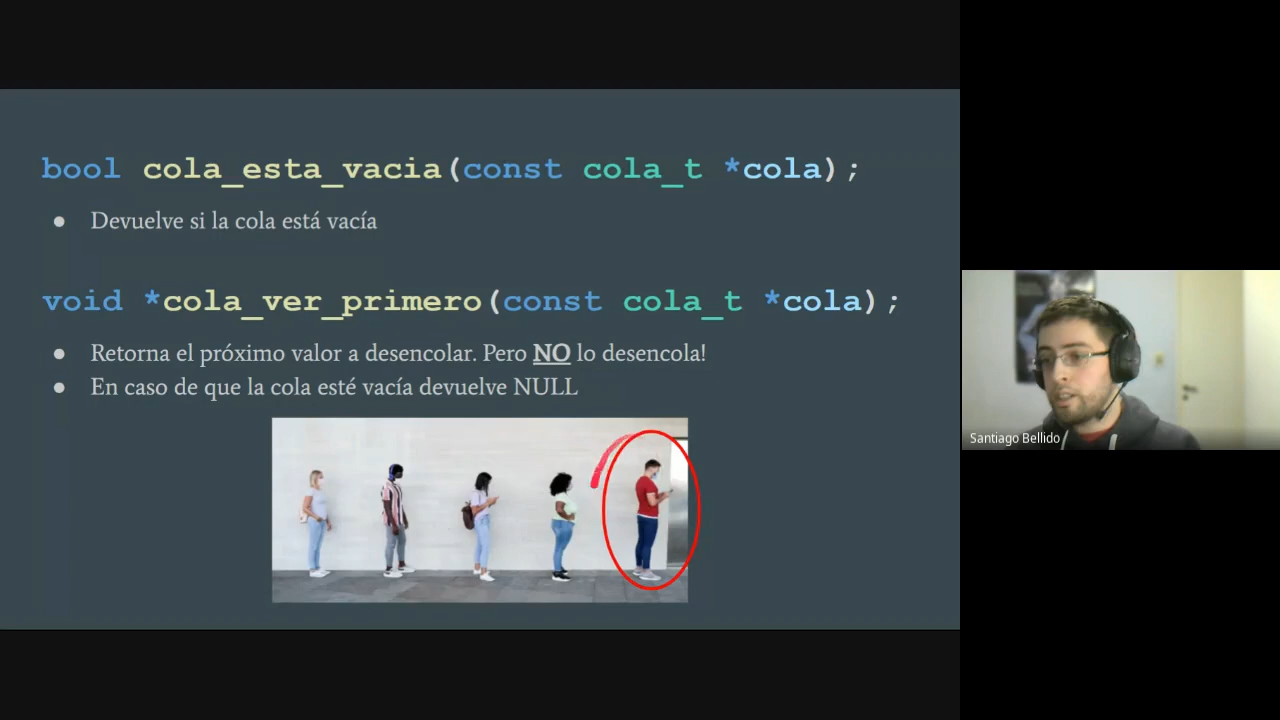 bool cola_esta_vacia(const cola_t *cola);
● Devuelve si la cola está vacía
void *cola_ver_primero(const cola_t *cola);
● Retorna el próximo valor a desencolar. Pero NO lo desencola!
● En caso de que la cola esté vacía devuelve NULL
Santiago Bellido